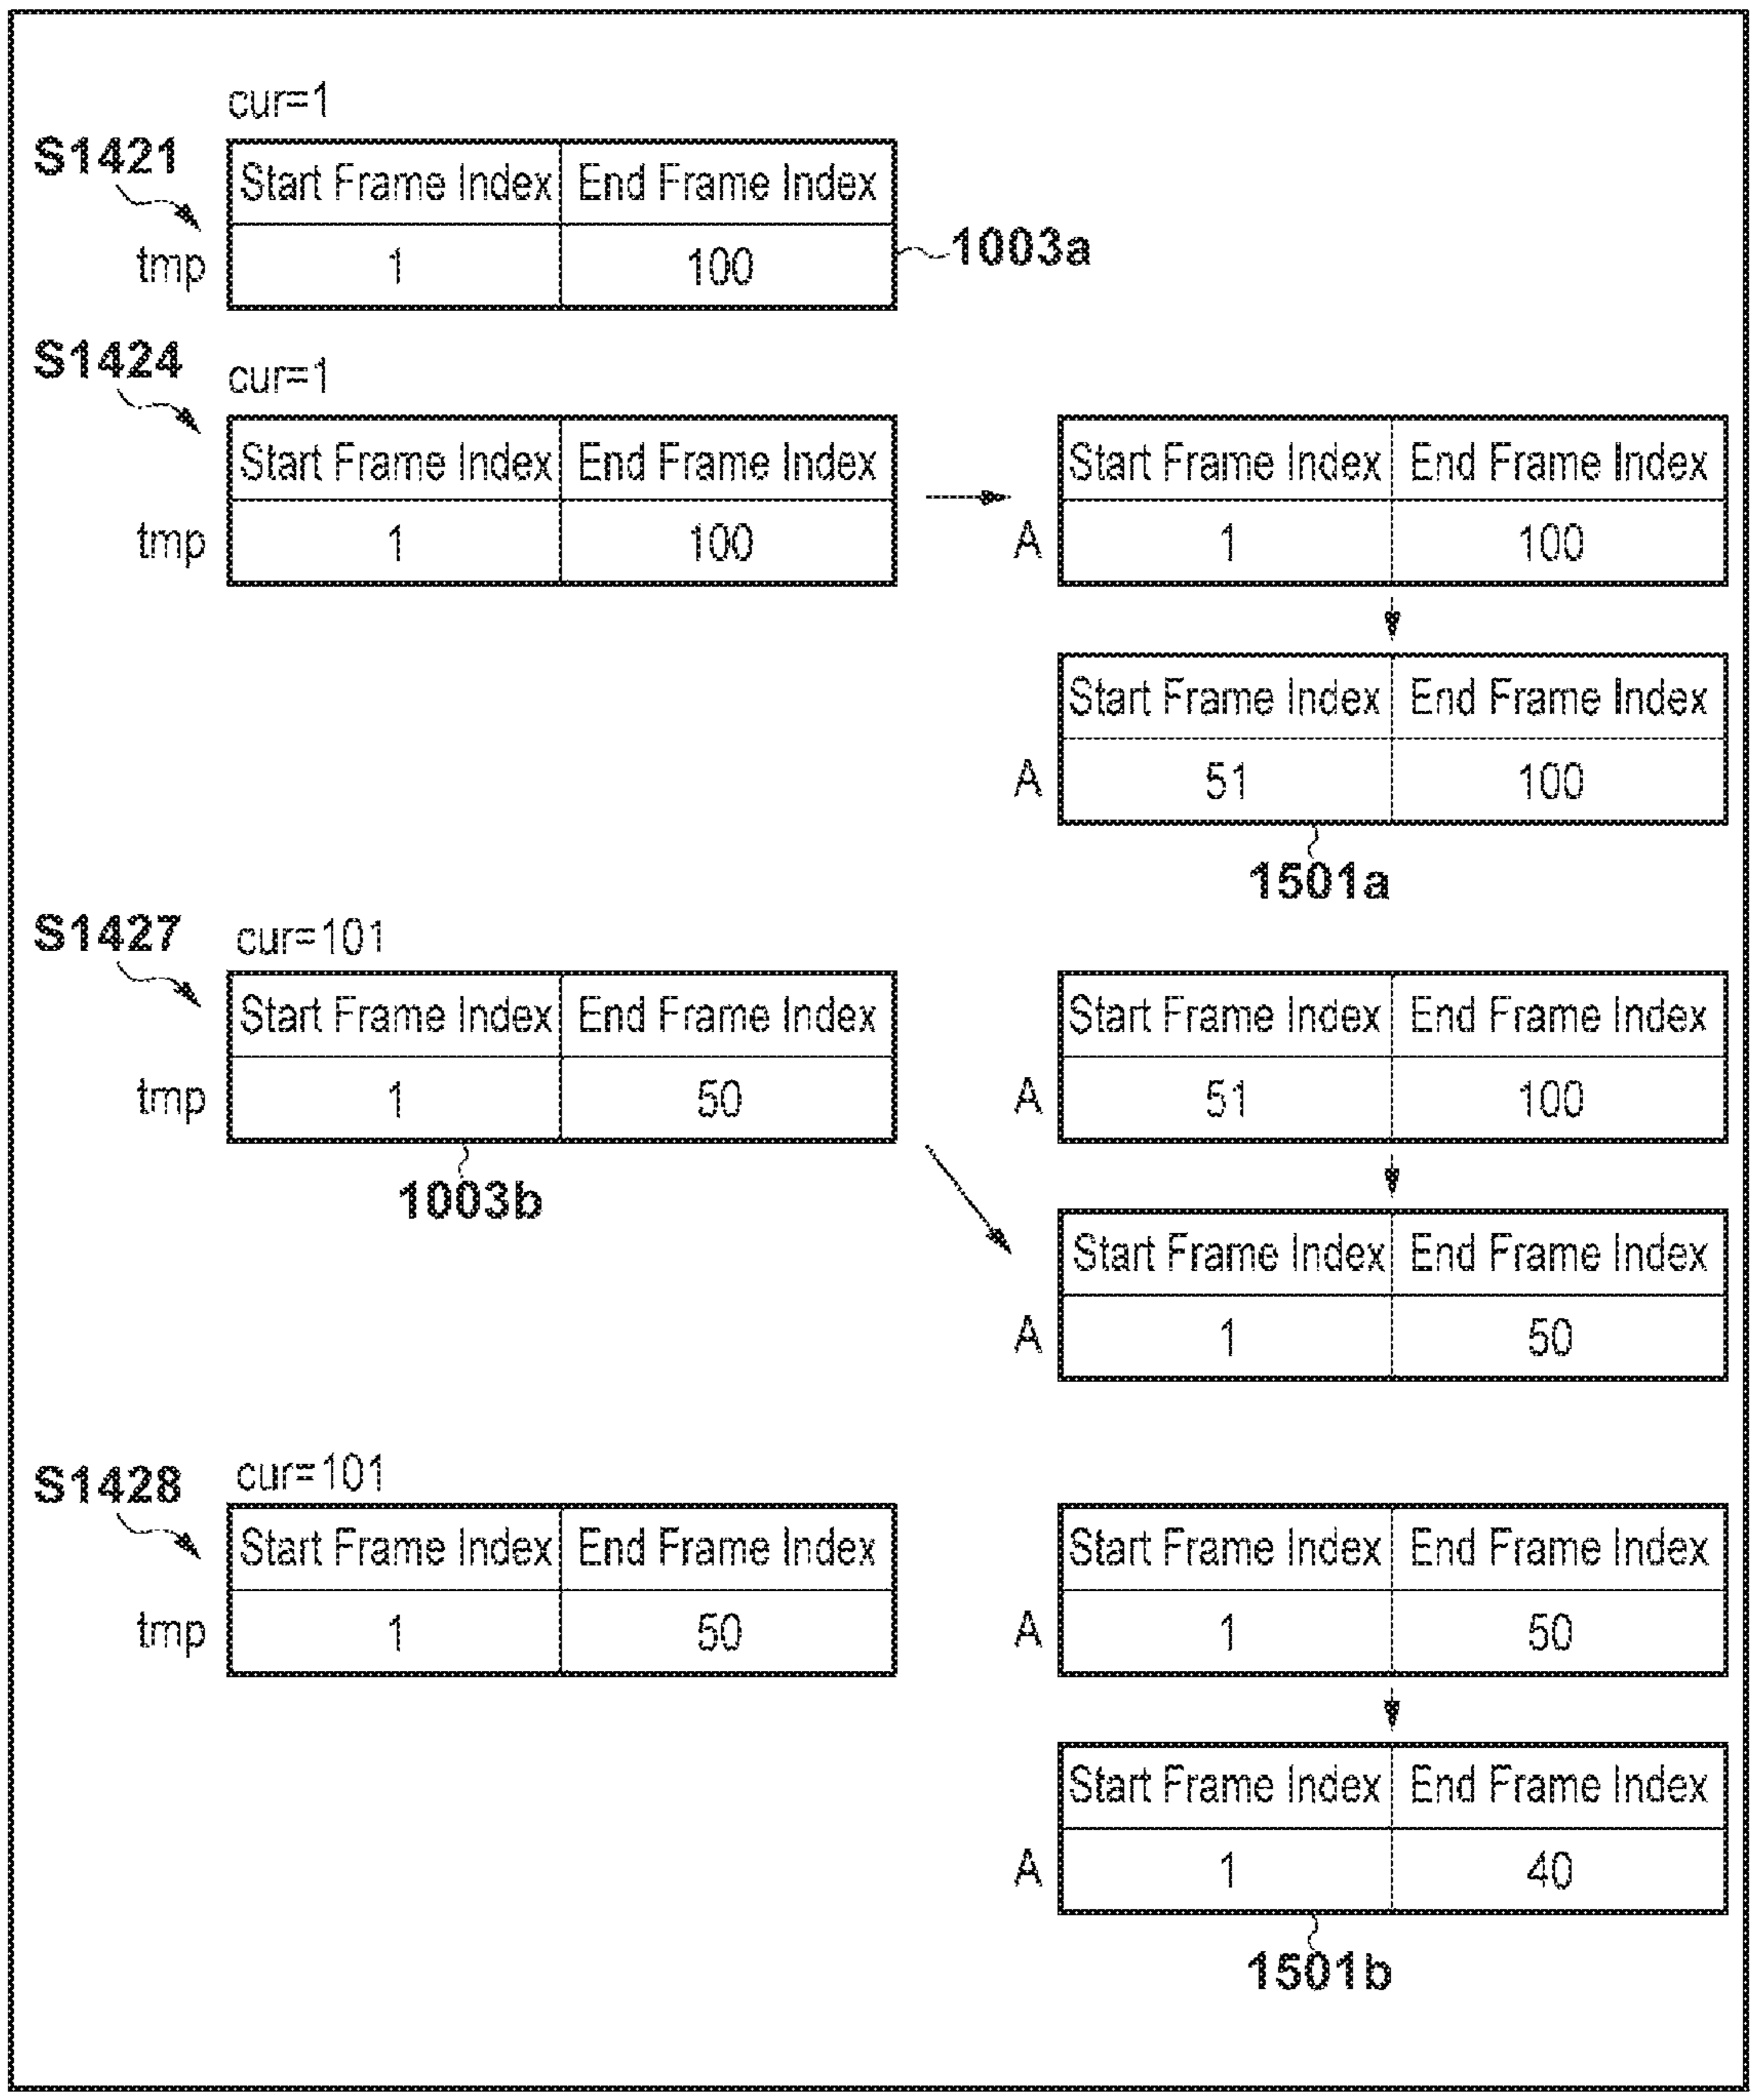 cur=1
S1421
Start Frame Index End Frame Index
tmp 1 100 1003a
S1424
cur=1
Start Frame Index End Frame Index Start Frame Index End Frame Index
tmp 1 100 A 1 100
Start Frame Index End Frame Index
A 51 100
1501a
S1427 cur=101
Start Frame Index End Frame Index Start Frame Index End Frame Index
tmp 1 50 A 51 100
1003b
Start Frame Index End Frame Index
A 1 50
S1428 cur=101
Start Frame Index End Frame Index Start Frame Index End Frame Index
tmp 1 50 A 1 50
Start Frame Index End Frame Index
A 1 40
1501b